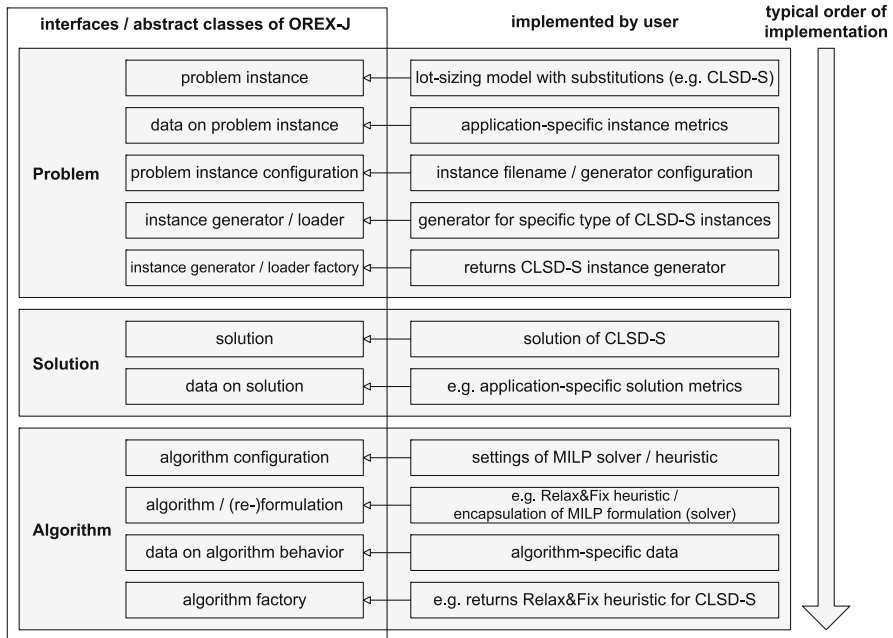 interfaces / abstract classes of OREX-J
implemented by user
typical order of
implementation
Problem
problem instance
lot-sizing model with substitutions (e.g. CLSD-S)
data on problem instance
application-specific instance metrics
problem instance configuration
instance filename / generator configuration
instance generator / loader
generator for specific type of CLSD-S instances
instance generator / loader factory
returns CLSD-S instance generator
Solution
solution
solution of CLSD-S
data on solution
e.g. application-specific solution metrics
Algorithm
algorithm configuration
settings of MILP solver / heuristic
algorithm / (re-)formulation
e.g. Relax&Fix heuristic /
encapsulation of MILP formulation (solver)
data on algorithm behavior
algorithm-specific data
algorithm factory
e.g. returns Relax&Fix heuristic for CLSD-S